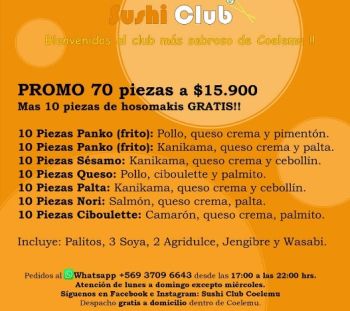 Sushi Club
Bienvenidos al club más sabroso de Coelemu !!
PROMO 70 piezas a $15.900
Mas 10 piezas de hosomakis GRATIS!!
10 Piezas Panko (frito): Pollo, queso crema y pimentón.
10 Piezas Panko (frito): Kanikama, queso crema y palta.
10 Piezas Sésamo: Kanikama, queso crema y cebollin.
10 Piezas Queso: Pollo, ciboulette y palmito.
10 Piezas Palta: Kanikama, queso crema y cebollín.
10 Piezas Nori: Salmón, queso crema, palta.
10 Piezas Ciboulette: Camarón, queso crema, palmito.
Incluye: Palitos, 3 Soya, 2 Agridulce, Jengibre y Wasabi.
Pedidos al Whatsapp +569 3709 6643 desde las 17:00 a las 22:00 hrs.
Atención de lunes a domingo excepto miércoles.
Síguenos en Facebook e Instagram: Sushi Club Coelemu
Despacho gratis a domicilio dentro de Coelemu.